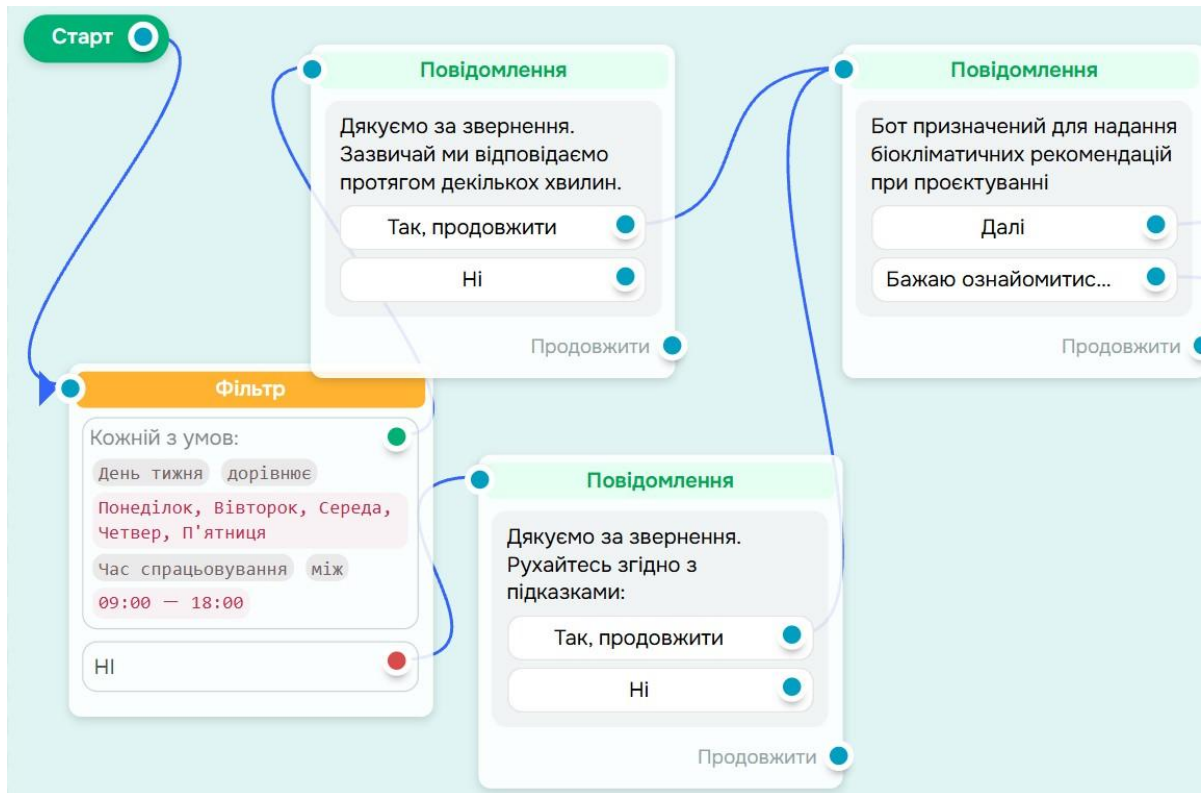 Старт
Повідомлення
Дякуємо за звернення.
Зазвичай ми відповідаємо
протягом декількох хвилин.
Так, продовжити
Ні
Продовжити
Повідомлення
Бот призначений для надання
біокліматичних рекомендацій
при проєктуванні
Далі
Бажаю ознайомитис...
Продовжити
Фільтр
Кожній з умов:
День тижня дорівнює
Понеділок, Вівторок, Середа,
Четвер, П'ятниця
Час спрацьовування між
09:00 — 18:00
НІ
Повідомлення
Дякуємо за звернення.
Рухайтесь згідно з
підказками:
Так, продовжити
Ні
Продовжити